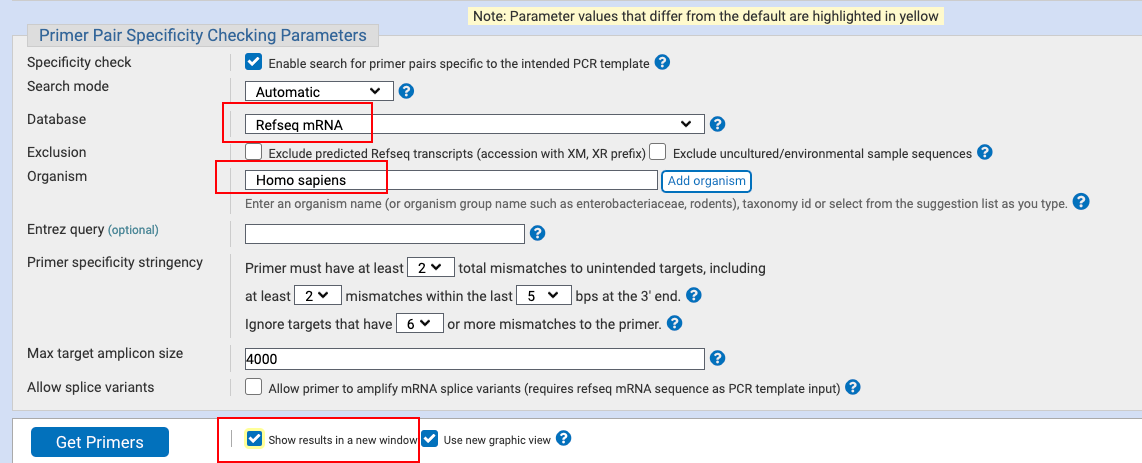 Note: Parameter values that differ from the default are highlighted in yellow
Primer Pair Specificity Checking Parameters
Specificity check Enable search for primer pairs specific to the intended PCR template ?
Search mode Automatic ?
Database Refseq mRNA ?
Exclusion Exclude predicted Refseq transcripts (accession with XM, XR prefix) Exclude uncultured/environmental sample sequences ?
Organism Homo sapiens Add organism
Enter an organism name (or organism group name such as enterobacteriaceae, rodents), taxonomy id or select from the suggestion list as you type. ?
Entrez query (optional) ?
Primer specificity stringency Primer must have at least 2 total mismatches to unintended targets, including
at least 2 mismatches within the last 5 bps at the 3' end. ?
Ignore targets that have 6 or more mismatches to the primer. ?
Max target amplicon size 4000 ?
Allow splice variants Allow primer to amplify mRNA splice variants (requires refseq mRNA sequence as PCR template input) ?
Get Primers Show results in a new window Use new graphic view ?